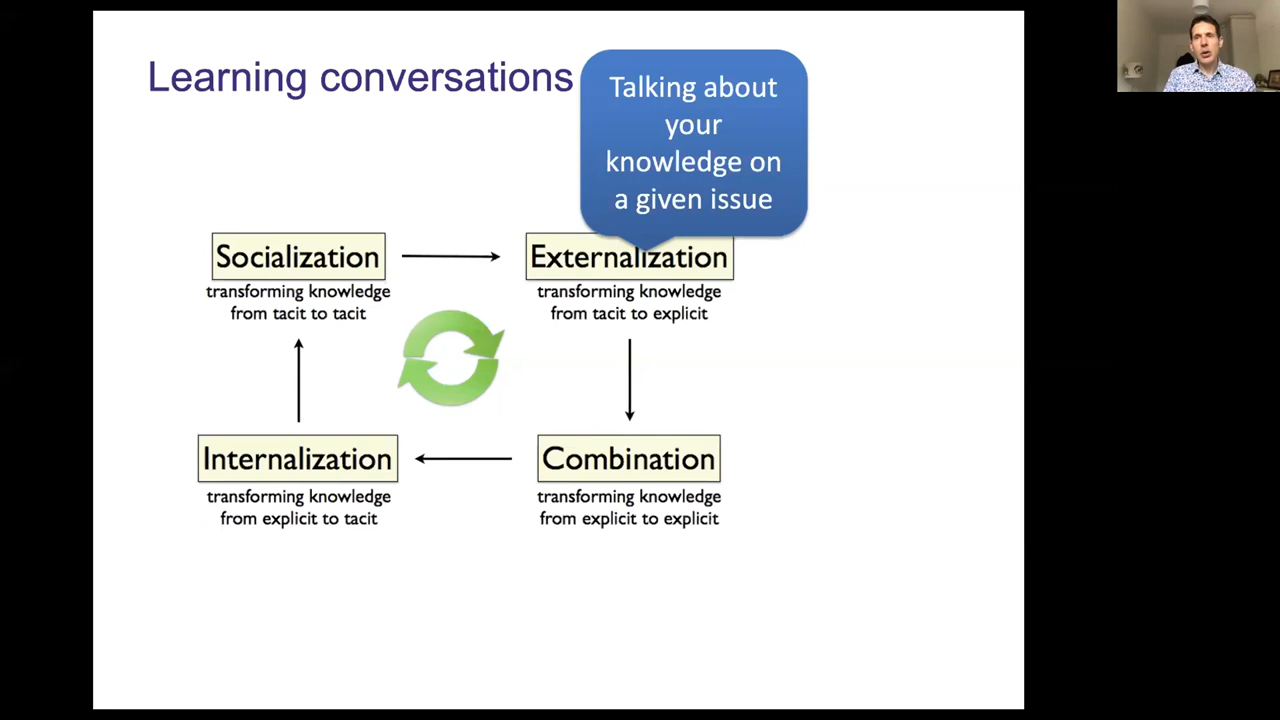 Learning conversations
Talking about
your
knowledge on
a given issue
Socialization
transforming knowledge
from tacit to tacit
Externalization
transforming knowledge
from tacit to explicit
Internalization
transforming knowledge
from explicit to tacit
Combination
transforming knowledge
from explicit to explicit